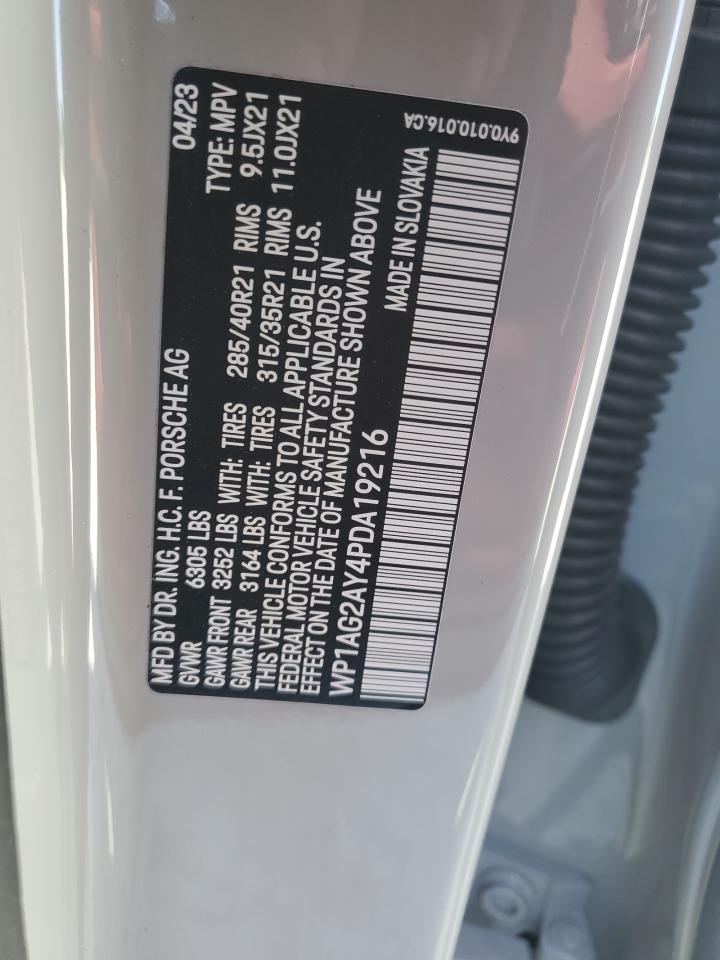 MFD BY DR. ING. H.C. F. PORSCHE AG 04/23
GVWR 6305 LBS TYPE: MPV
GAWR FRONT 3252 LBS WITH: TIRES 285/40R21 RIMS 9.5JX21
GAWR REAR 3164 LBS WITH: TIRES 315/35R21 RIMS 11.0JX21
THIS VEHICLE CONFORMS TO ALL APPLICABLE U.S.
FEDERAL MOTOR VEHICLE SAFETY STANDARDS IN
EFFECT ON THE DATE OF MANUFACTURE SHOWN ABOVE
WP1AG2AY4PDA19216 MADE IN SLOVAKIA
9Y0.010.016.CA